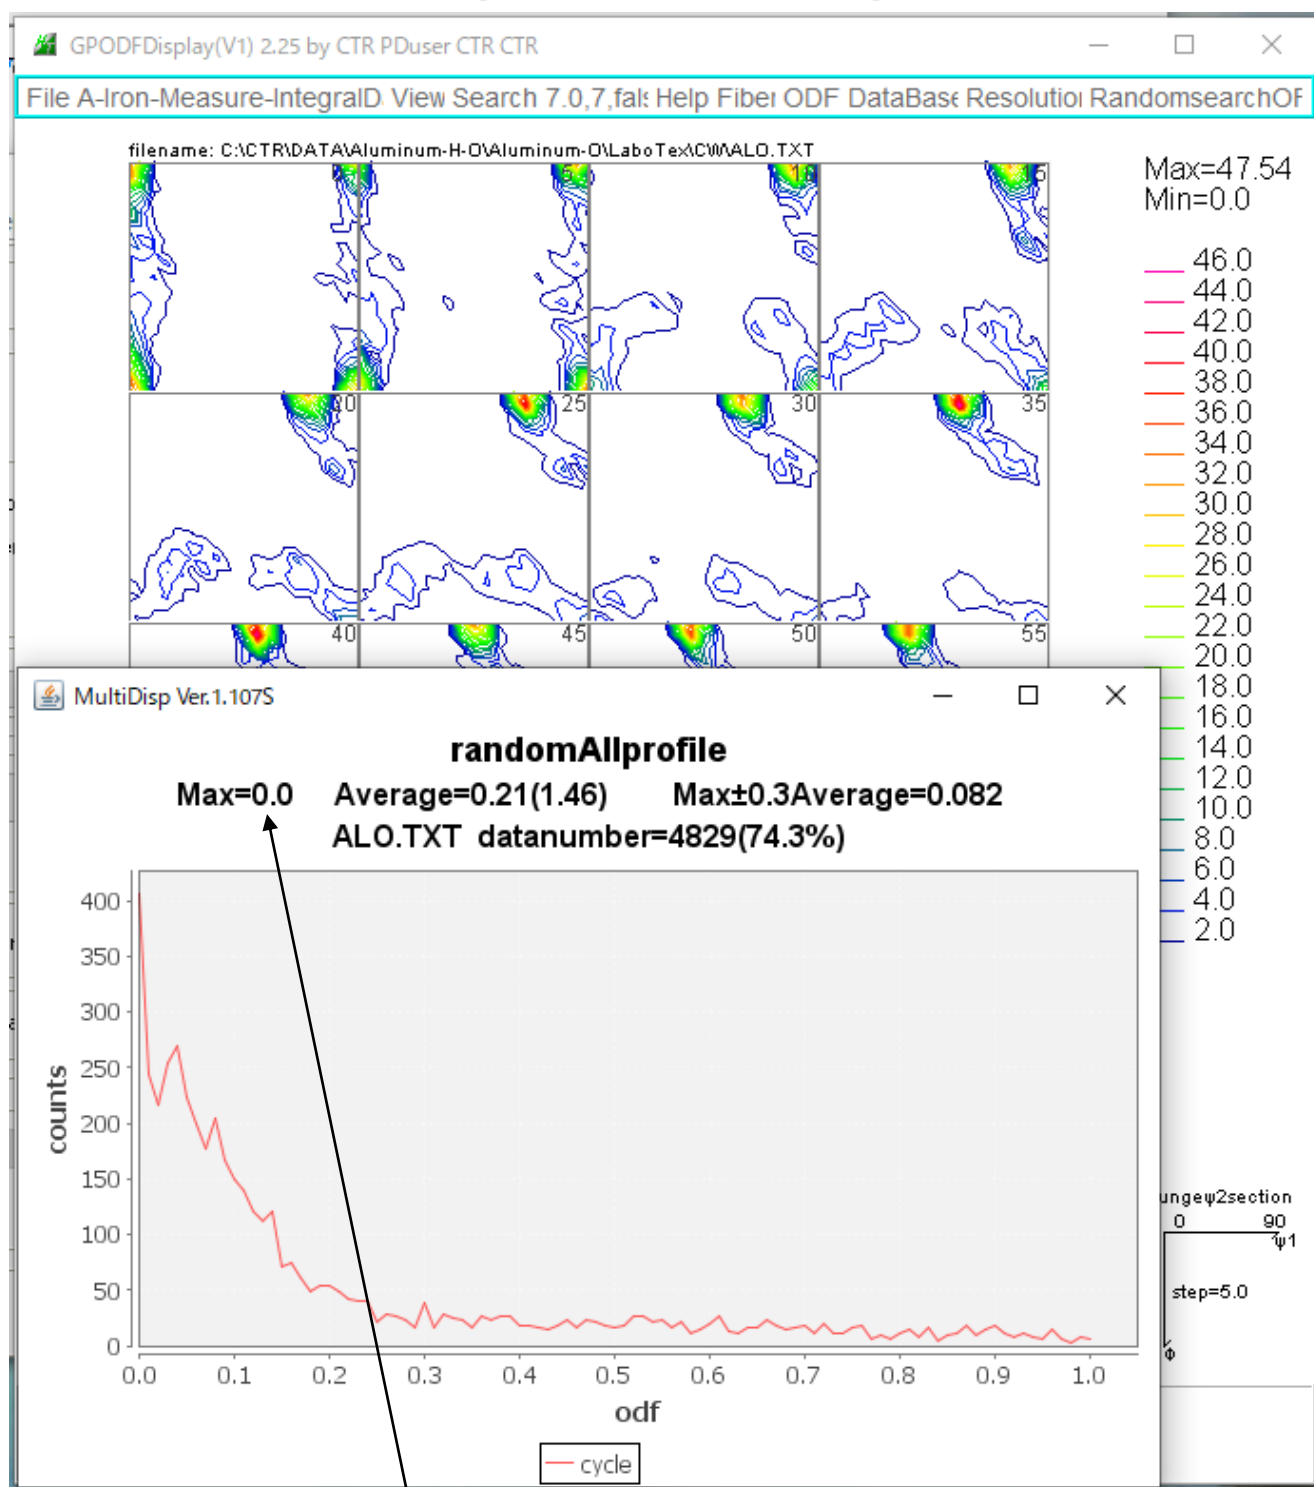 GPODFDisplay(V1) 2.25 by CTR PDuser CTR CTR
File A-Iron-Measure-IntegralD View Search 7.0,7,fals Help Fiber ODF DataBase Resolution RandomsearchOF
filename: C:\CTR\DATA\Aluminum-H-O\Aluminum-O\LaboTex\CW\ALO.TXT
Max=47.54
Min=0.0
0 5 10 15
20 25 30 35
40 45 50 55
46.0
44.0
42.0
40.0
38.0
36.0
34.0
32.0
30.0
28.0
26.0
24.0
22.0
20.0
18.0
16.0
14.0
12.0
10.0
8.0
6.0
4.0
2.0
MultiDisp Ver.1.107S
randomAllprofile
Max=0.0 Average=0.21(1.46) Max±0.3Average=0.082
ALO.TXT datanumber=4829(74.3%)
counts
400
350
300
250
200
150
100
50
0
0.0 0.1 0.2 0.3 0.4 0.5 0.6 0.7 0.8 0.9 1.0
odf
cycle
ungeψ2section
0 90
ψ1
step=5.0
Φ